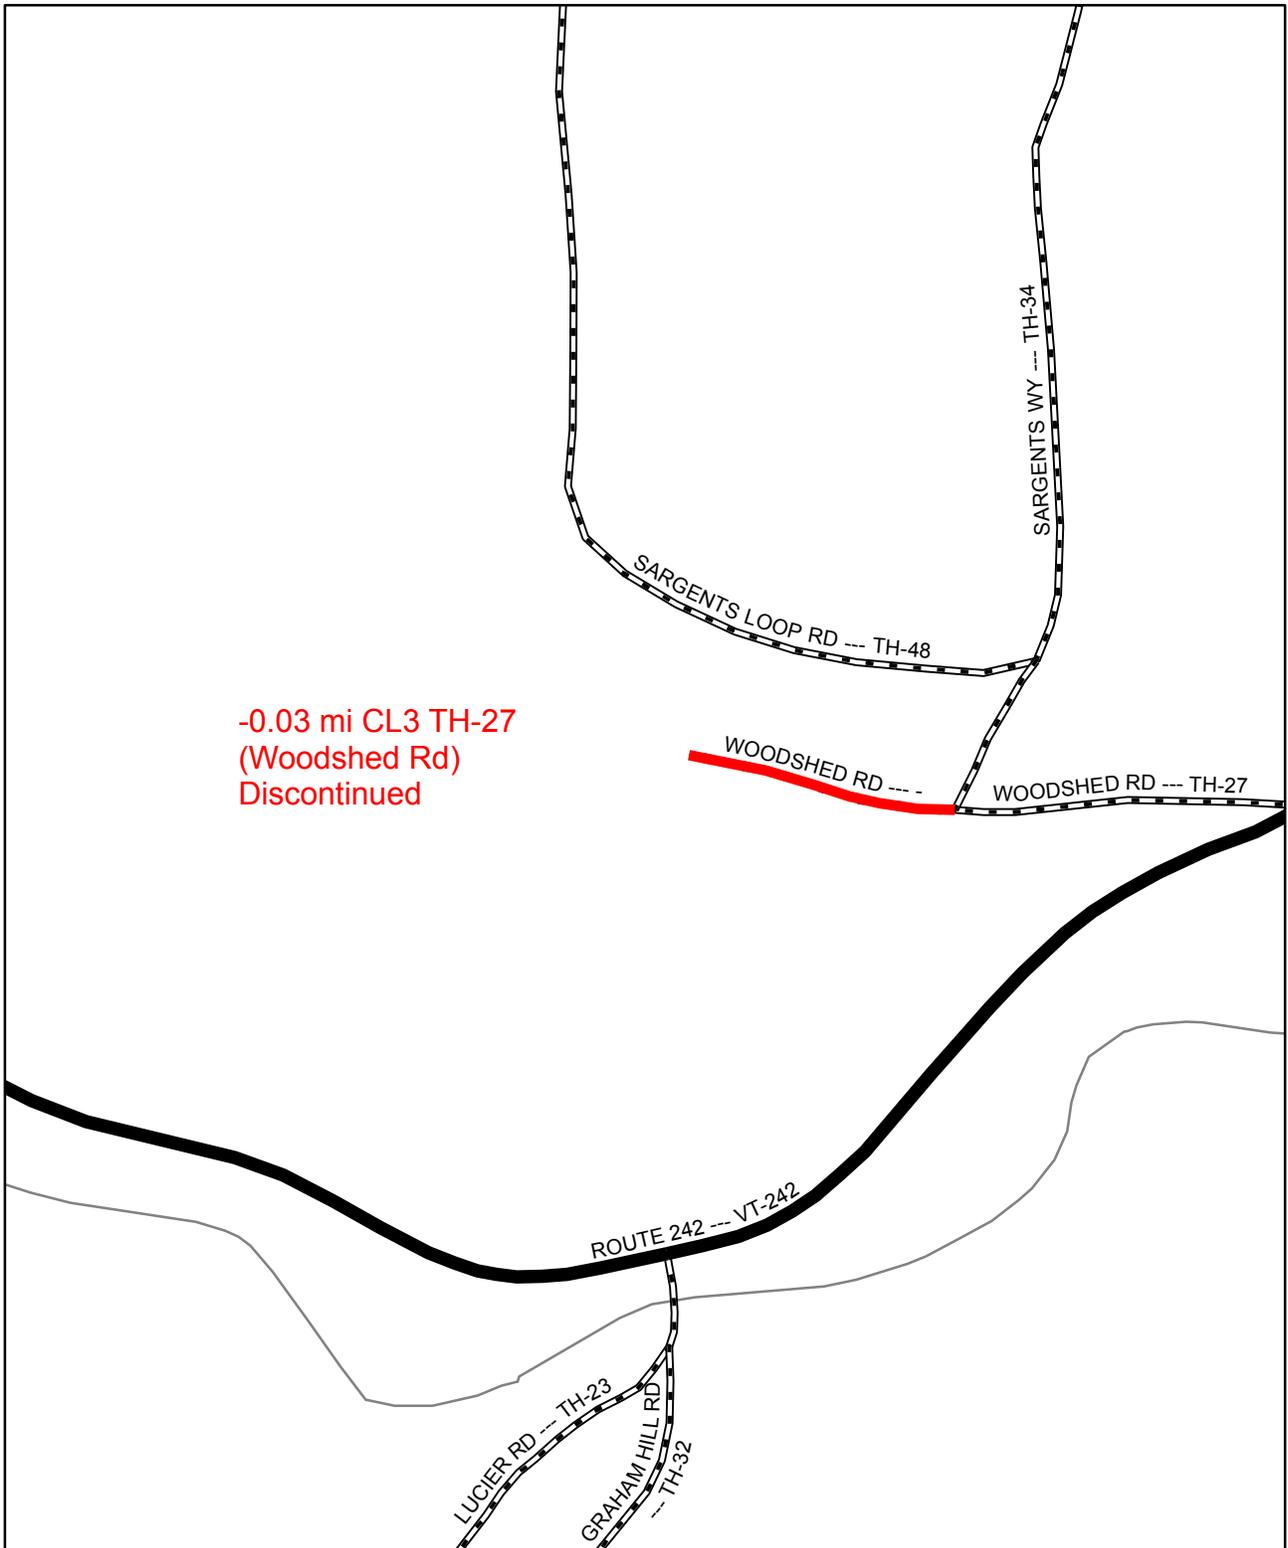 SARGENTS WY --- TH-34
SARGENTS LOOP RD --- TH-48
-0.03 mi CL3 TH-27
(Woodshed Rd)
Discontinued
WOODSHED RD --- -
WOODSHED RD --- TH-27
ROUTE 242 --- VT-242
LUCIER RD --- TH-23
GRAHAM HILL RD
--- TH-32